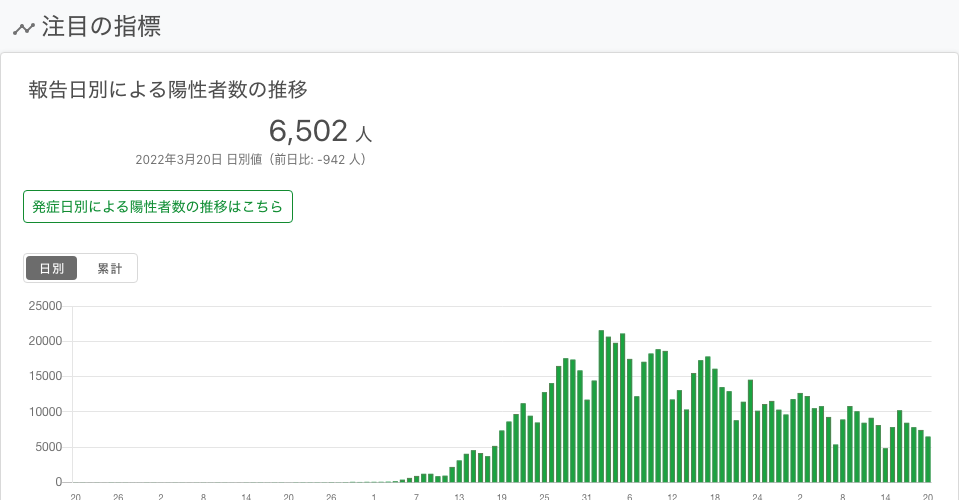 注目の指標
報告日別による陽性者数の推移
6,502 人
2022年3月20日 日別値（前日比: -942 人）
発症日別による陽性者数の推移はこちら
日別 累計
25000
20000
15000
10000
5000
0
20 26 2 8 14 20 26 1 7 13 19 25 31 6 12 18 24 2 8 14 20